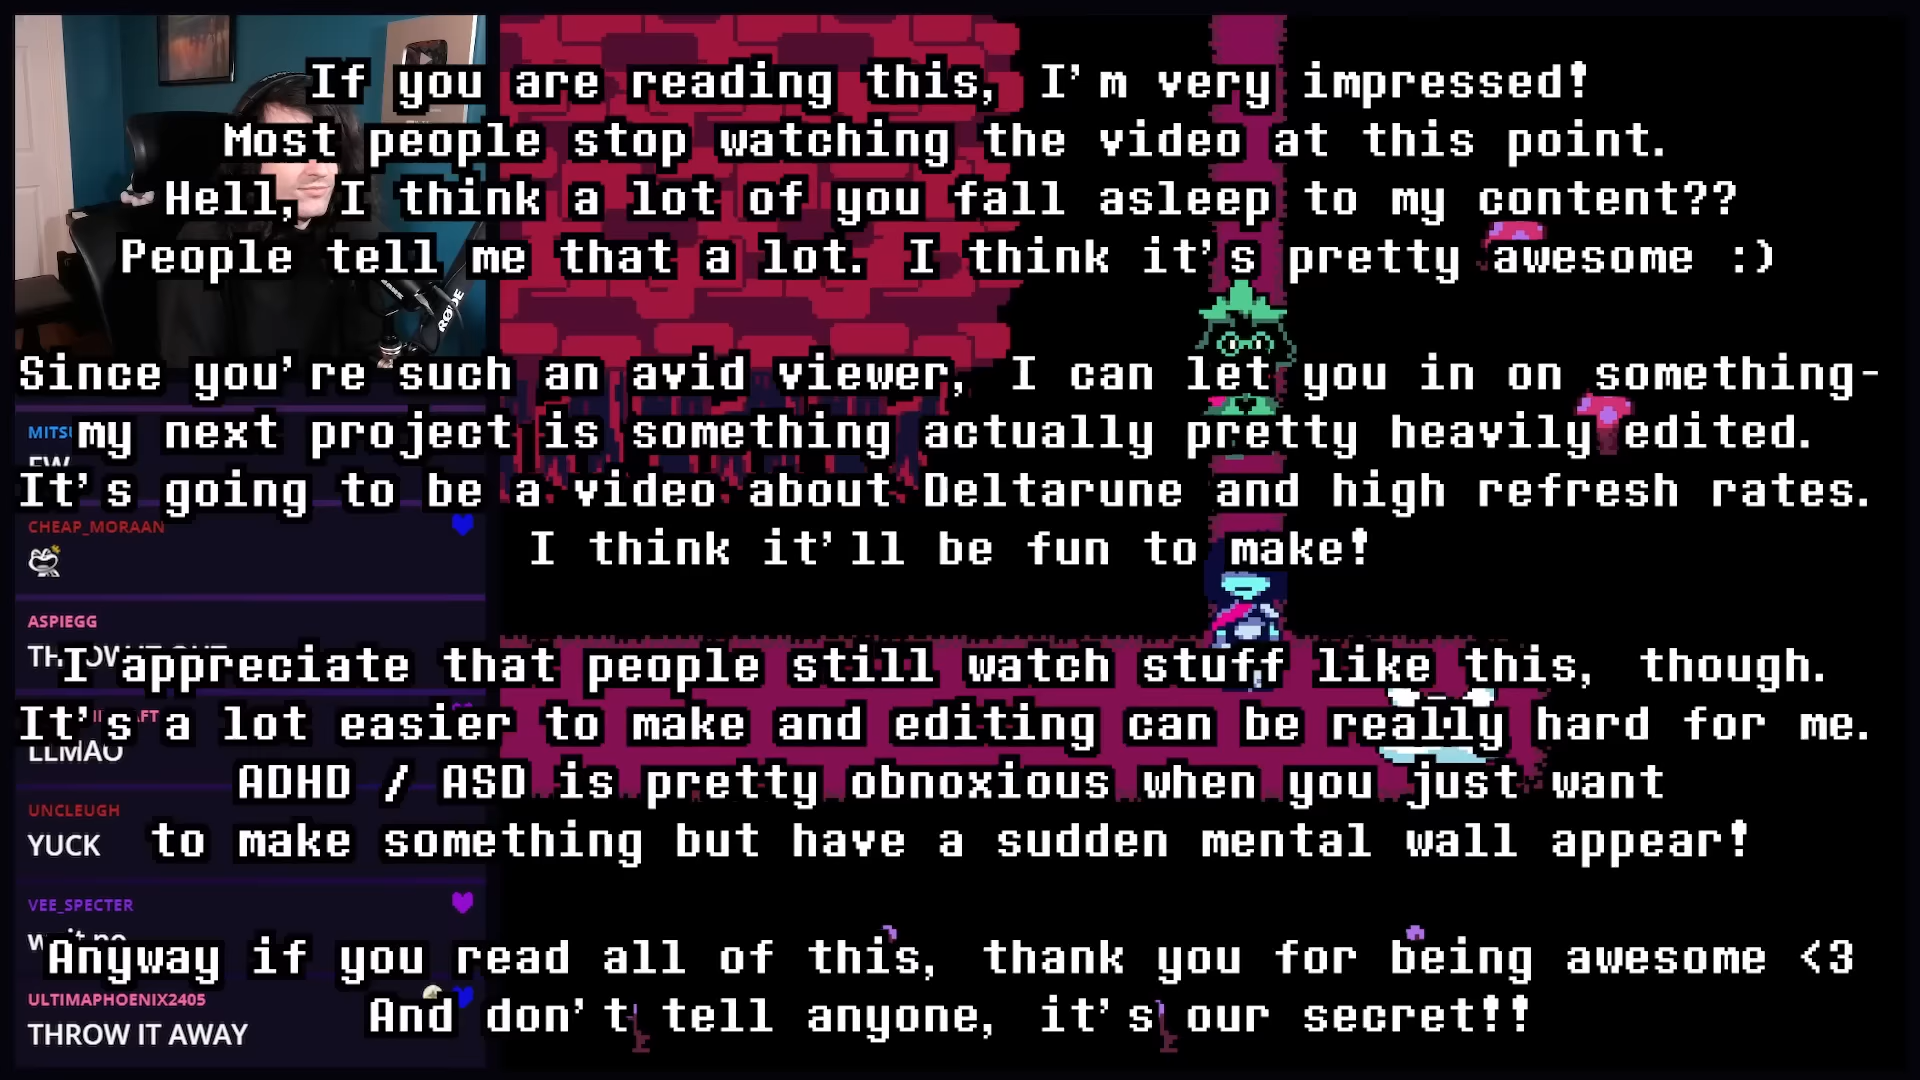 If you are reading this, I'm very impressed!
Most people stop watching the video at this point.
Hell, I think a lot of you fall asleep to my content??
People tell me that a lot. I think it's pretty awesome :)
Since you're such an avid viewer, I can let you in on something-
my next project is something actually pretty heavily edited.
It's going to be a video about Deltarune and high refresh rates.
I think it'll be fun to make!
I appreciate that people still watch stuff like this, though.
It's a lot easier to make and editing can be really hard for me.
ADHD / ASD is pretty obnoxious when you just want
to make something but have a sudden mental wall appear!
Anyway if you read all of this, thank you for being awesome <3
And don't tell anyone, it's our secret!!
RØDE
CHEAP_MORAAN
ASPIEGG
LLMAO
UNCLEUGH
YUCK
VEE_SPECTER
ULTIMAPHOENIX2405
THROW IT AWAY